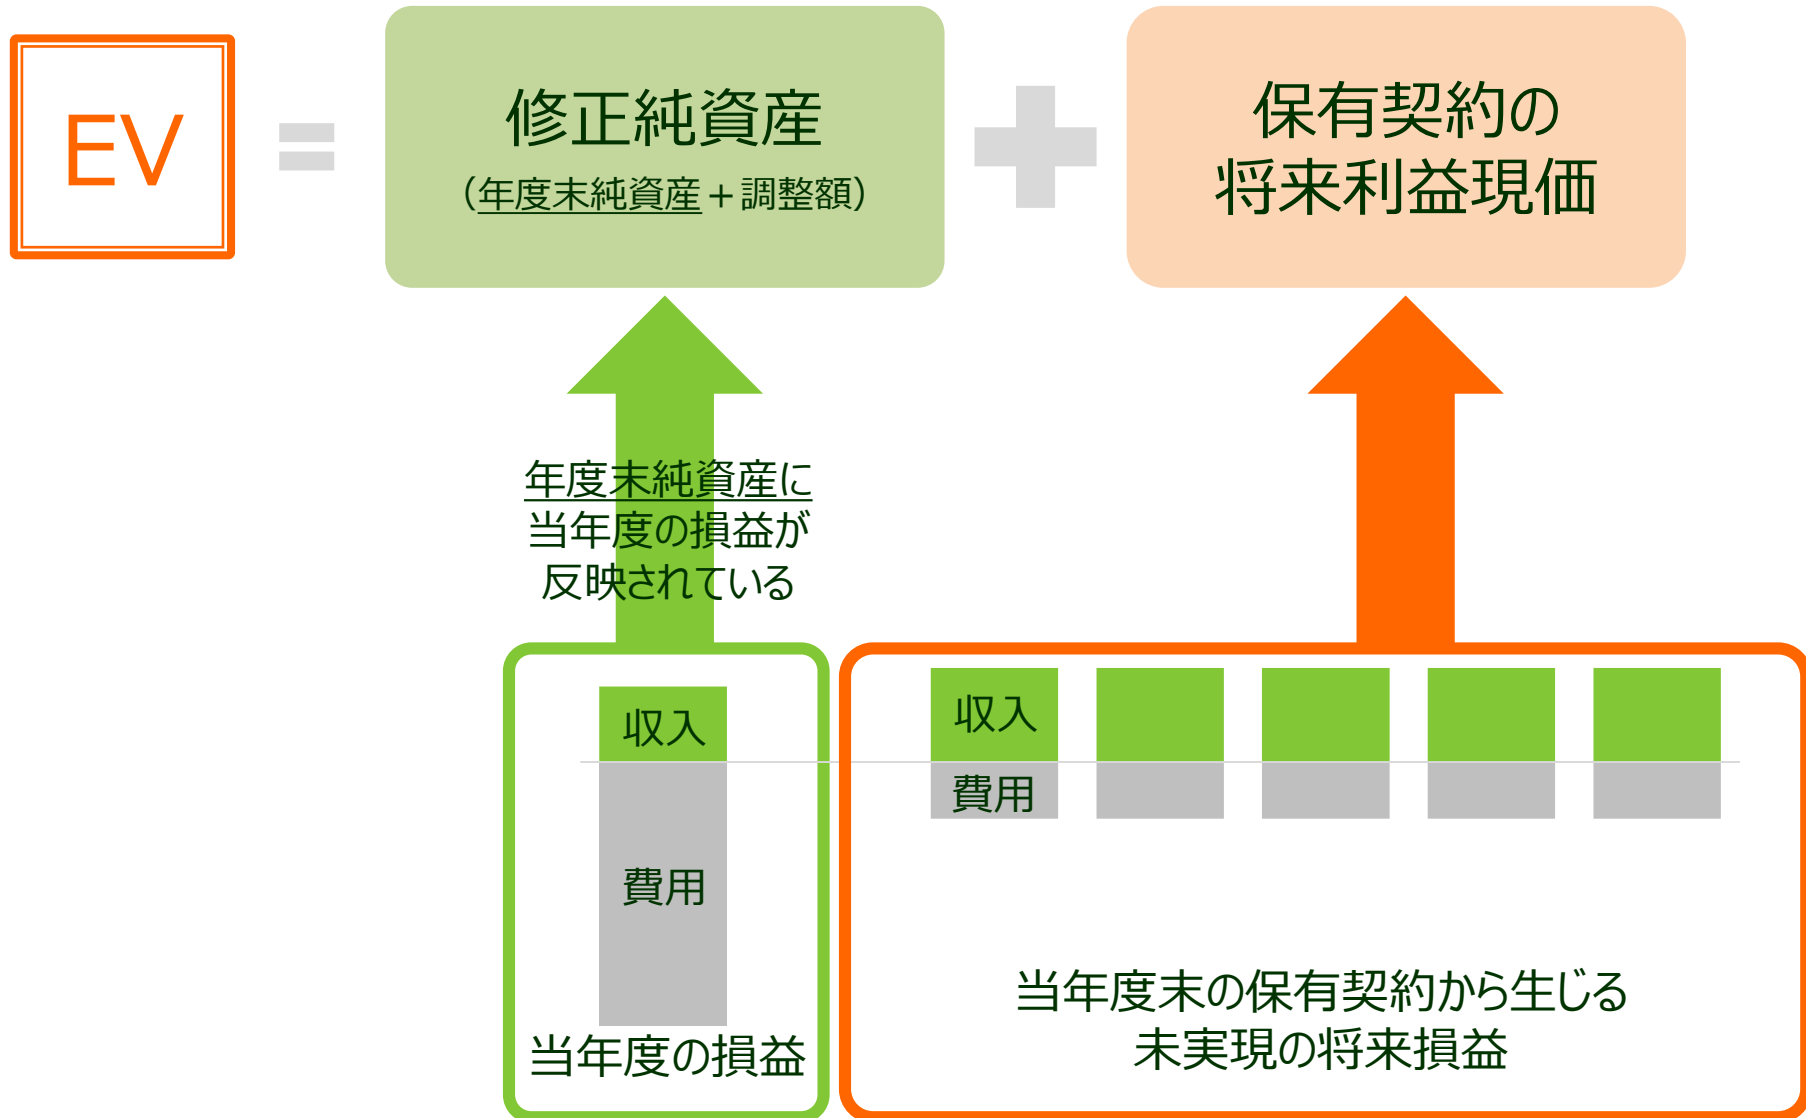 EV
=
修正純資産
（年度末純資産＋調整額）
+
保有契約の
将来利益現価
年度末純資産に
当年度の損益が
反映されている
収入
費用
当年度の損益
収入
費用
当年度末の保有契約から生じる
未実現の将来損益